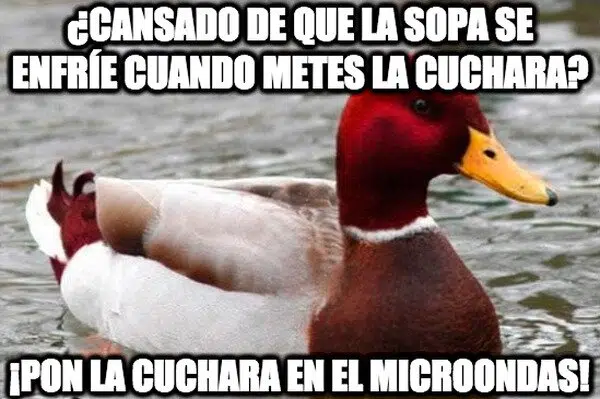 ¿CANSADO DE QUE LA SOPA SE
ENFRÍE CUANDO METES LA CUCHARA?
¡PON LA CUCHARA EN EL MICROONDAS!